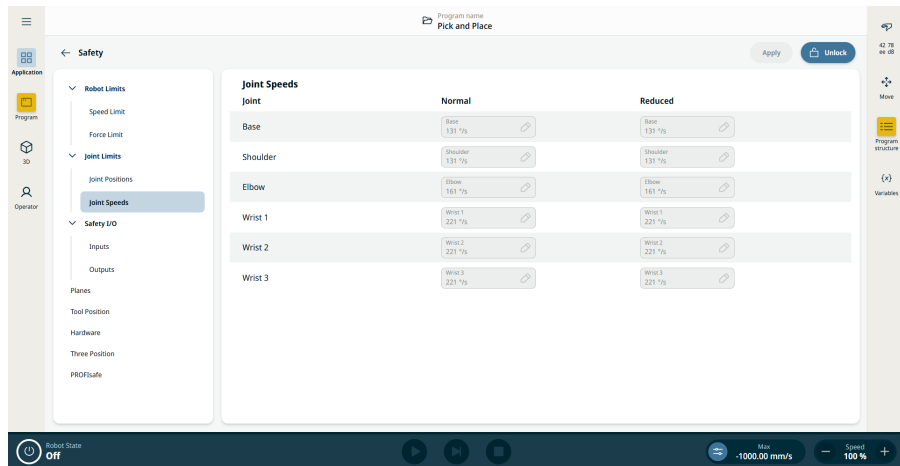 Program name
Pick and Place
Safety
Apply
Unlock
42 78
ee d8
Application
Program
3D
Operator
Move
Program
structure
{x}
Variables
Robot Limits
Speed Limit
Force Limit
Joint Limits
Joint Positions
Joint Speeds
Safety I/O
Inputs
Outputs
Planes
Tool Position
Hardware
Three Position
PROFIsafe
Joint Speeds
Joint Normal Reduced
Base Base Base
131 °/s 131 °/s
Shoulder Shoulder Shoulder
131 °/s 131 °/s
Elbow Elbow Elbow
161 °/s 161 °/s
Wrist 1 Wrist 1 Wrist 1
221 °/s 221 °/s
Wrist 2 Wrist 2 Wrist 2
221 °/s 221 °/s
Wrist 3 Wrist 3 Wrist 3
221 °/s 221 °/s
Robot State
Off
Max
-1000.00 mm/s
Speed
100 %